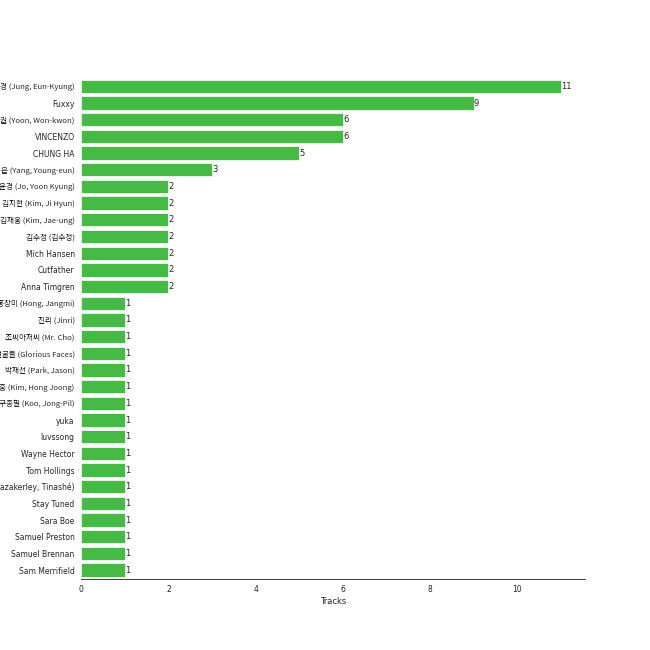 경 (Jung, Eun-Kyung) 11
Fuxxy 9
(Yoon, Won-kwon) 6
VINCENZO 6
CHUNG HA 5
(Yang, Young-eun) 3
윤경 (Jo, Yoon Kyung) 2
김지현 (Kim, Ji Hyun) 2
김재웅 (Kim, Jae-ung) 2
김수정 (김수정) 2
Mich Hansen 2
Cutfather 2
Anna Timgren 2
홍장미 (Hong, Jangmi) 1
진리 (Jinri) 1
조씨아저씨 (Mr. Cho) 1
굴들 (Glorious Faces) 1
박재선 (Park, Jason) 1
중 (Kim, Hong Joong) 1
구종필 (Koo, Jong-Pil) 1
yuka 1
luvssong 1
Wayne Hector 1
Tom Hollings 1
azakerley, Tinashé) 1
Stay Tuned 1
Sara Boe 1
Samuel Preston 1
Samuel Brennan 1
Sam Merrifield 1
0 2 4 6 8 10
Tracks